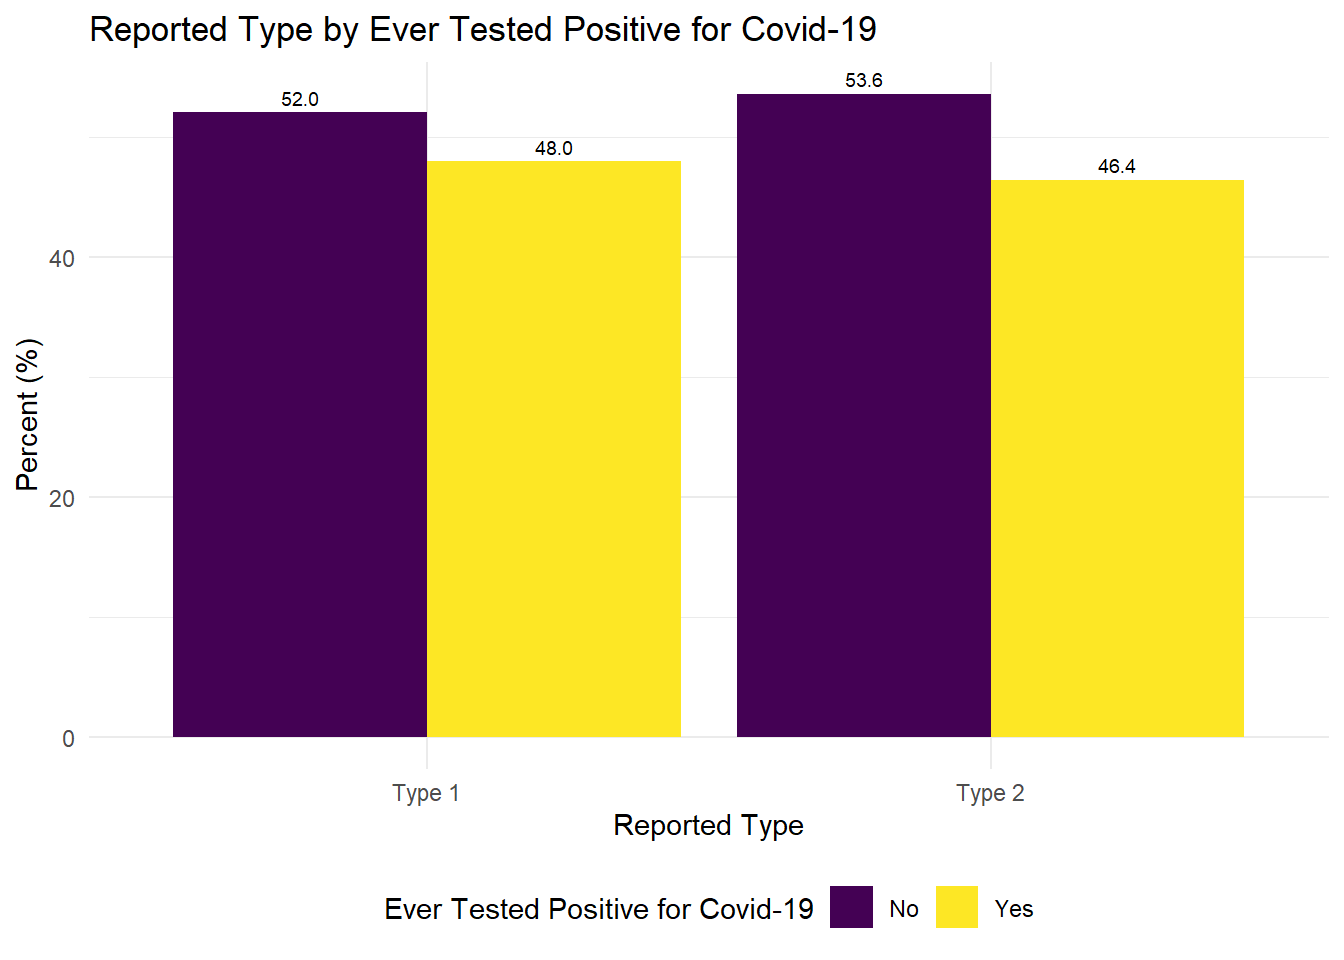 Reported Type by Ever Tested Positive for Covid-19
52.0
48.0
53.6
46.4
40
20
0
Percent (%)
Type 1
Type 2
Reported Type
Ever Tested Positive for Covid-19 No Yes